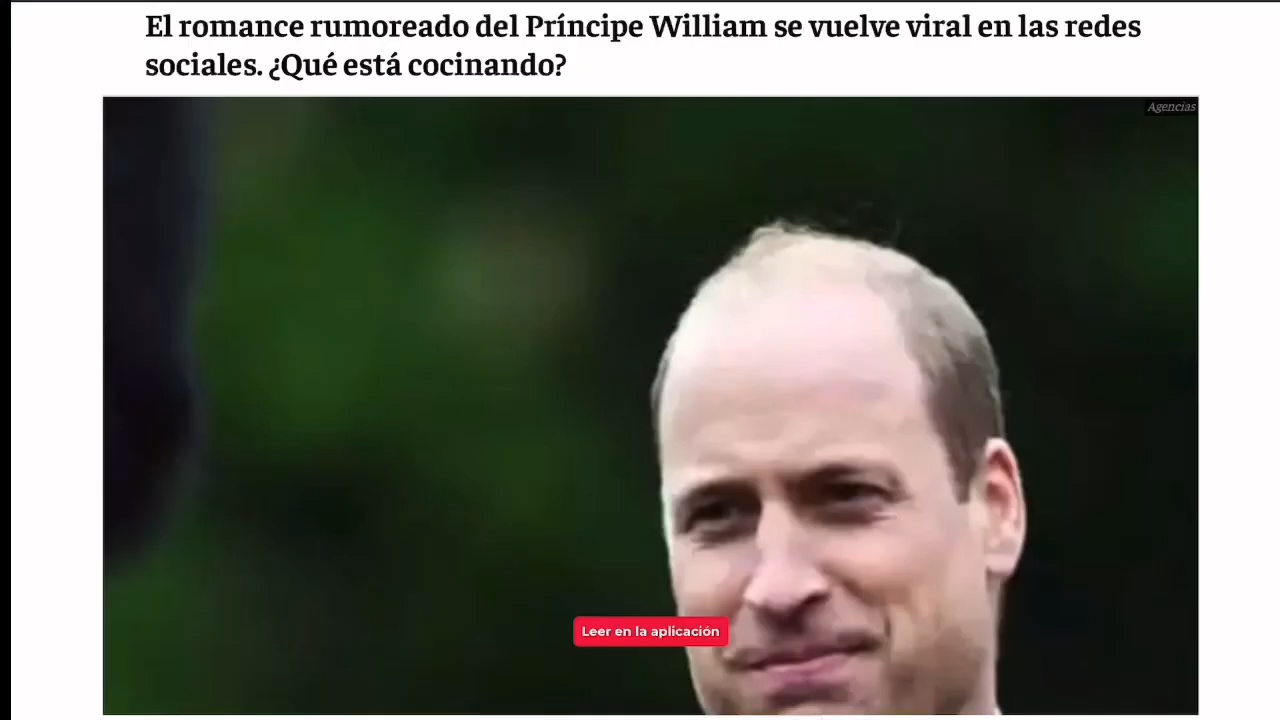 El romance rumoreado del Príncipe William se vuelve viral en las redes
sociales. ¿Qué está cocinando?
Agencias
Leer en la aplicación